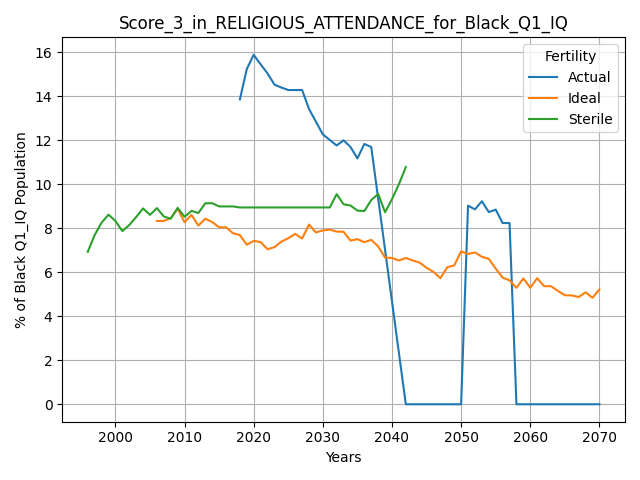 Score_3_in_RELIGIOUS_ATTENDANCE_for_Black_Q1_IQ
Fertility
Actual
Ideal
Sterile
% of Black Q1_IQ Population
16
14
12
10
8
6
4
2
0
2000 2010 2020 2030 2040 2050 2060 2070
Years